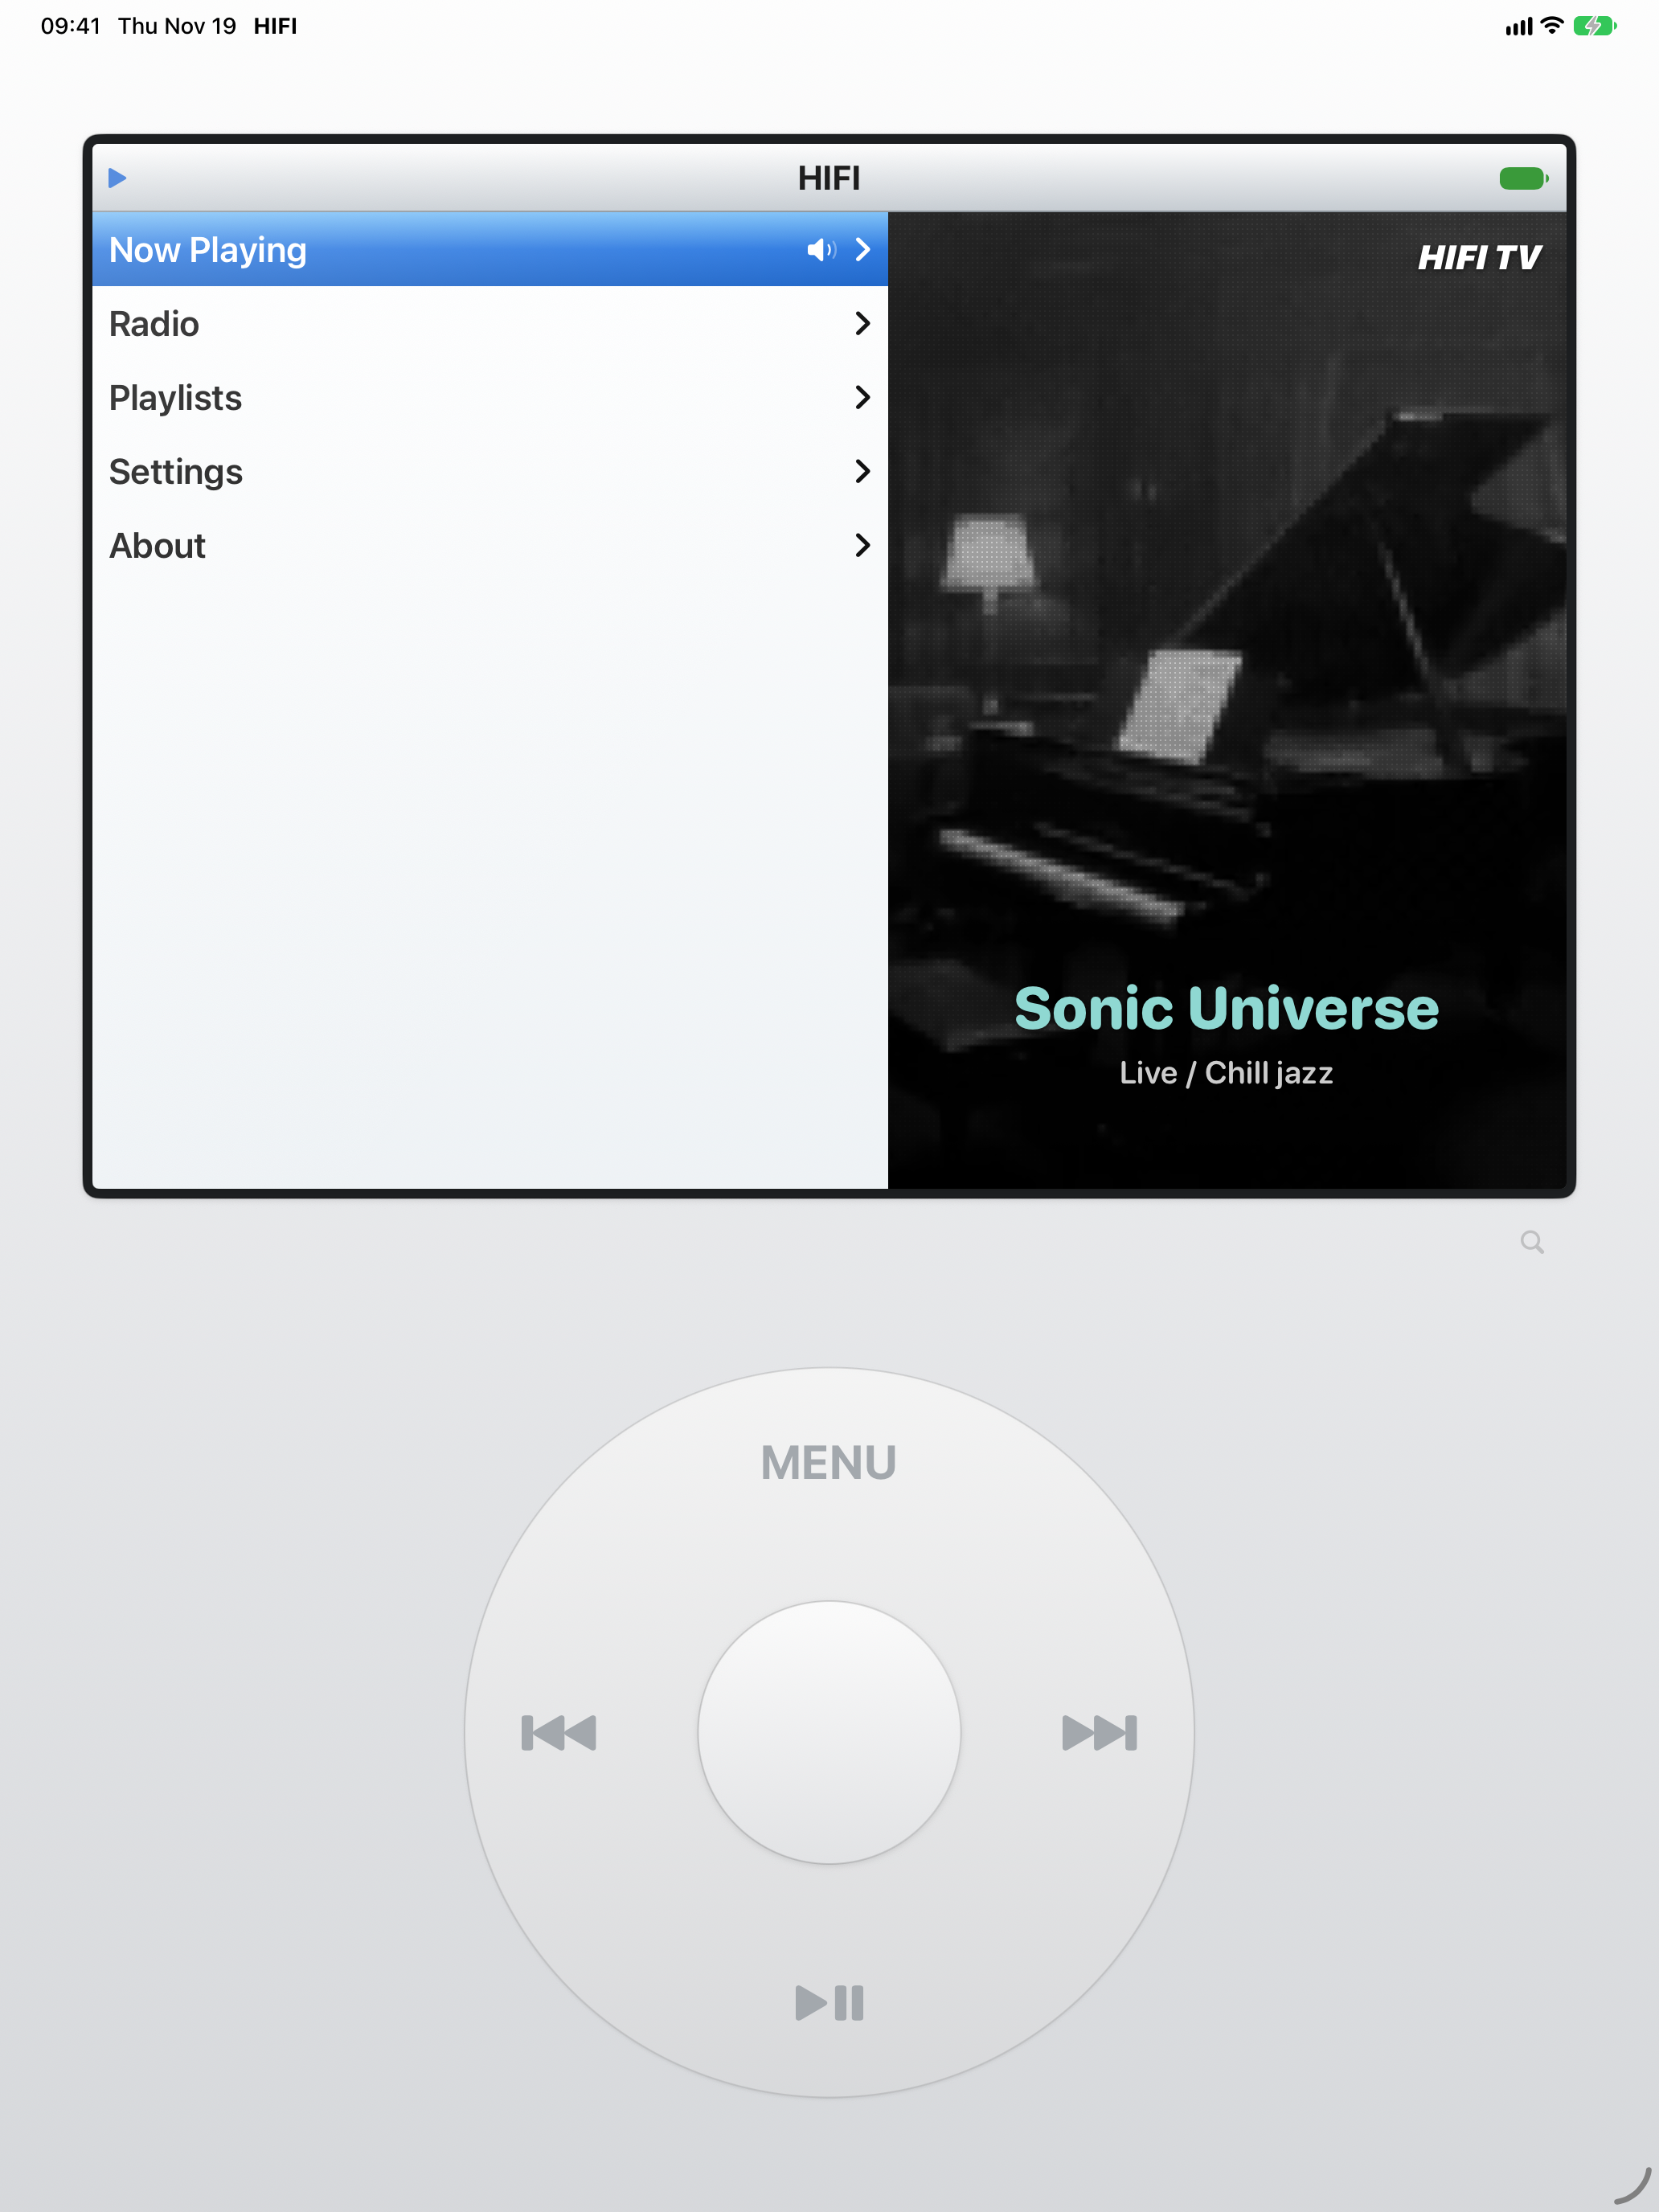 09:41 Thu Nov 19 HIFI
HIFI
Now Playing
Radio
Playlists
Settings
About
HIFI TV
Sonic Universe
Live / Chill jazz
MENU